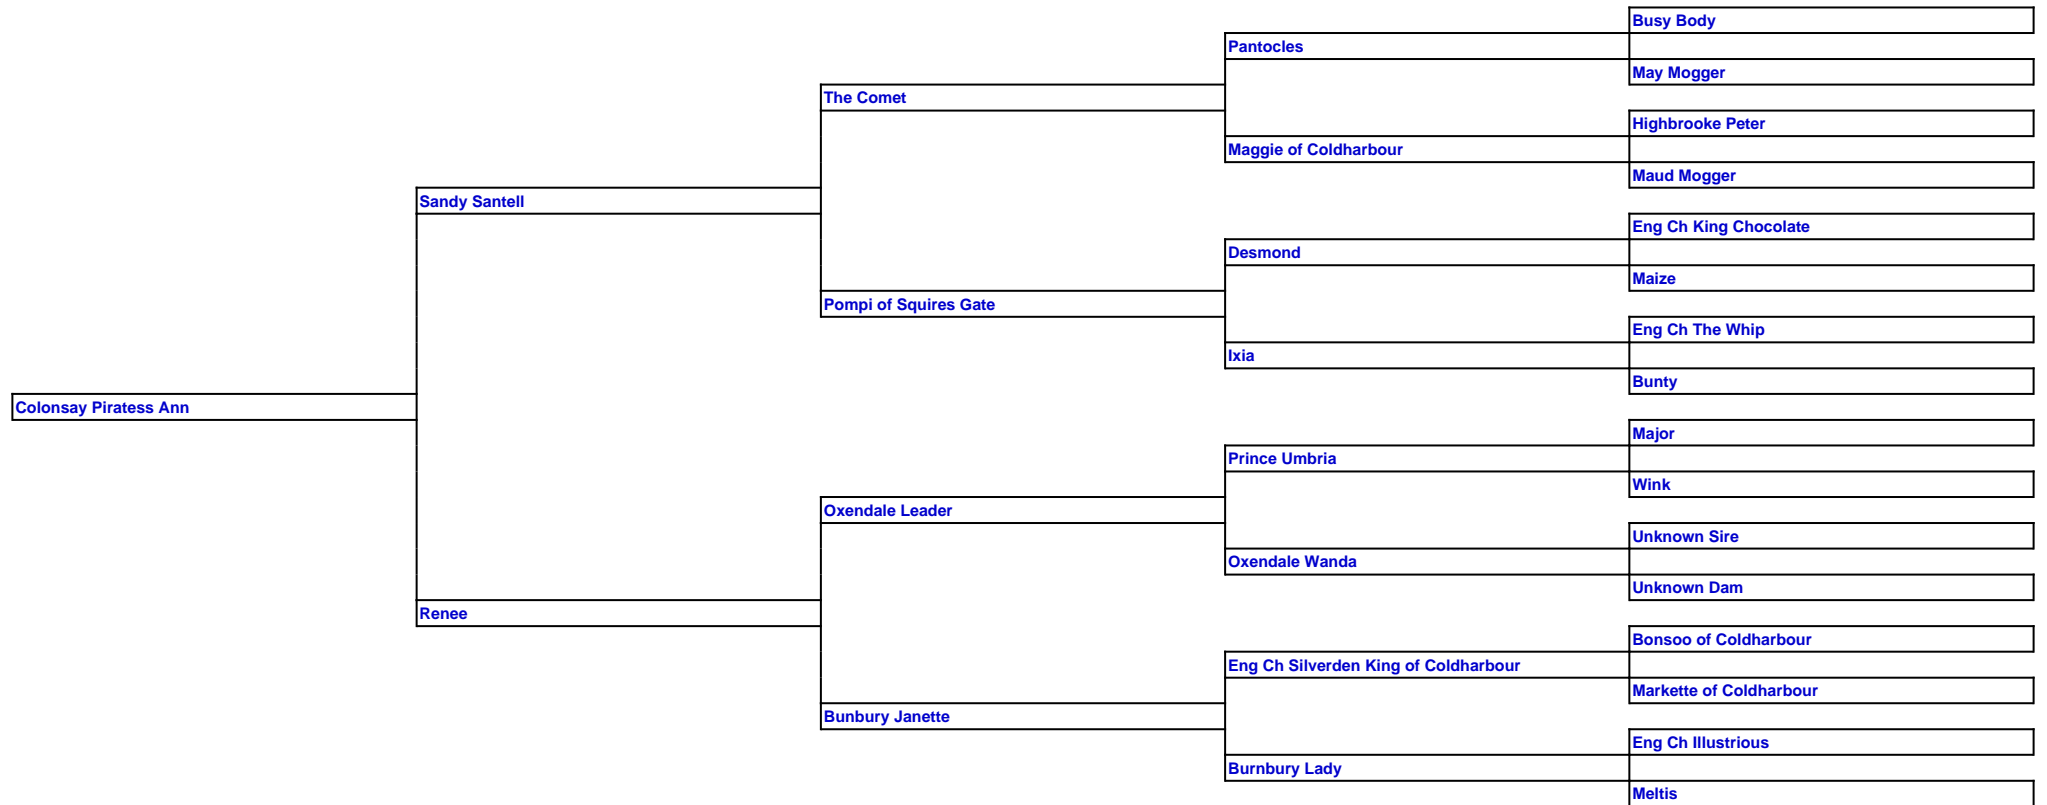 Busy Body
Pantocles
May Mogger
The Comet
Highbrooke Peter
Maggie of Coldharbour
Maud Mogger
Sandy Santell
Eng Ch King Chocolate
Desmond
Maize
Pompi of Squires Gate
Eng Ch The Whip
Ixia
Bunty
Colonsay Piratess Ann
Major
Prince Umbria
Wink
Oxendale Leader
Unknown Sire
Oxendale Wanda
Unknown Dam
Renee
Bonsoo of Coldharbour
Eng Ch Silverden King of Coldharbour
Markette of Coldharbour
Bunbury Janette
Eng Ch Illustrious
Burnbury Lady
Meltis